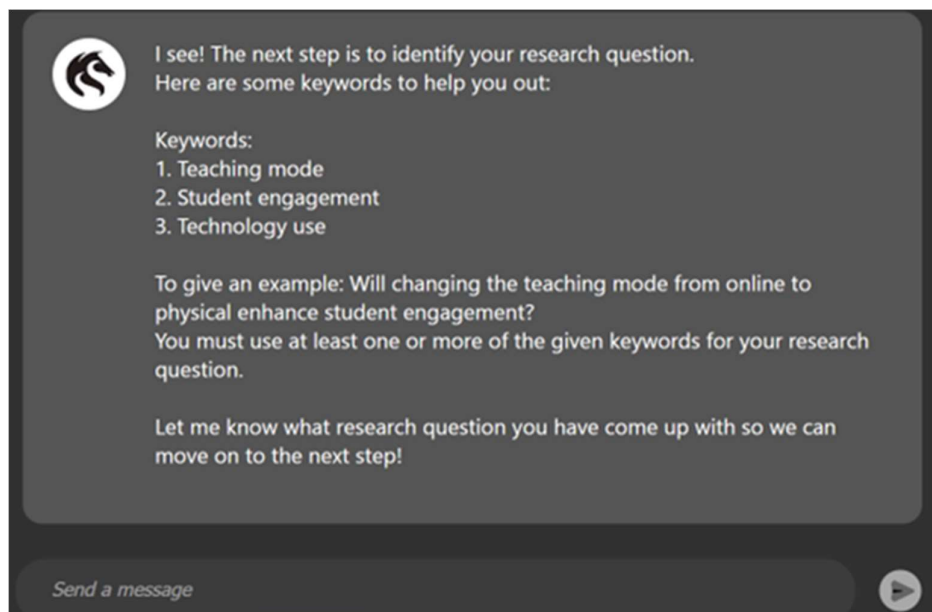 I see! The next step is to identify your research question.
Here are some keywords to help you out:
Keywords:
1. Teaching mode
2. Student engagement
3. Technology use
To give an example: Will changing the teaching mode from online to
physical enhance student engagement?
You must use at least one or more of the given keywords for your research
question.
Let me know what research question you have come up with so we can
move on to the next step!
Send a message